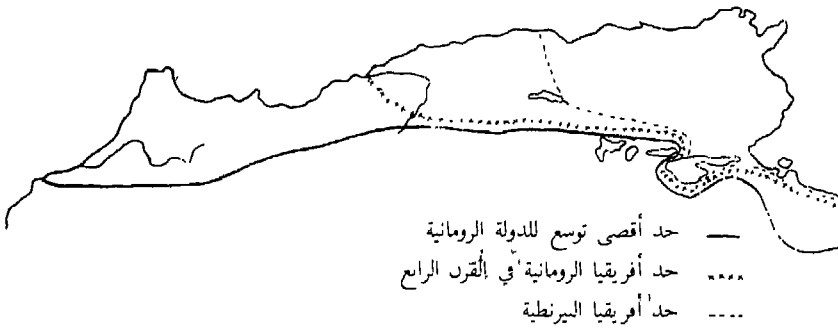 حد أقصى توسع للدولة الرومانية
حد أفريقيا الرومانية في القرن الرابع
حد أفريقيا البيزنطية